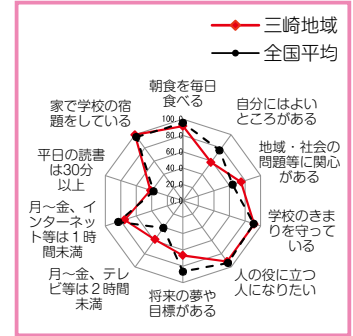 三崎地域
全国平均
朝食を毎日
食べる
自分にはよい
ところがある
地域・社会の
問題等に関心
がある
学校のきま
りを守って
いる
人の役に立つ
人になりたい
将来の夢や
目標がある
月~金、テレ
ビ等は2時間
未満
月~金、イ
ンターネッ
ト等は1時
間未満
平日の読書
は30分
以上
家で学校の宿
題をしている
100.0
80.0
60.0
40.0
20.0
0.0